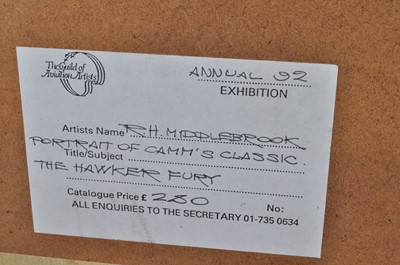 The Guild of
Aviation Artists
ANNUAL 92
EXHIBITION
Artists Name R.H. MIDDLEBROOK
PORTRAIT OF CAMM'S CLASSIC.
Title/Subject
THE HAWKER FURY
Catalogue Price £ 280 No:
ALL ENQUIRIES TO THE SECRETARY 01-735 0634